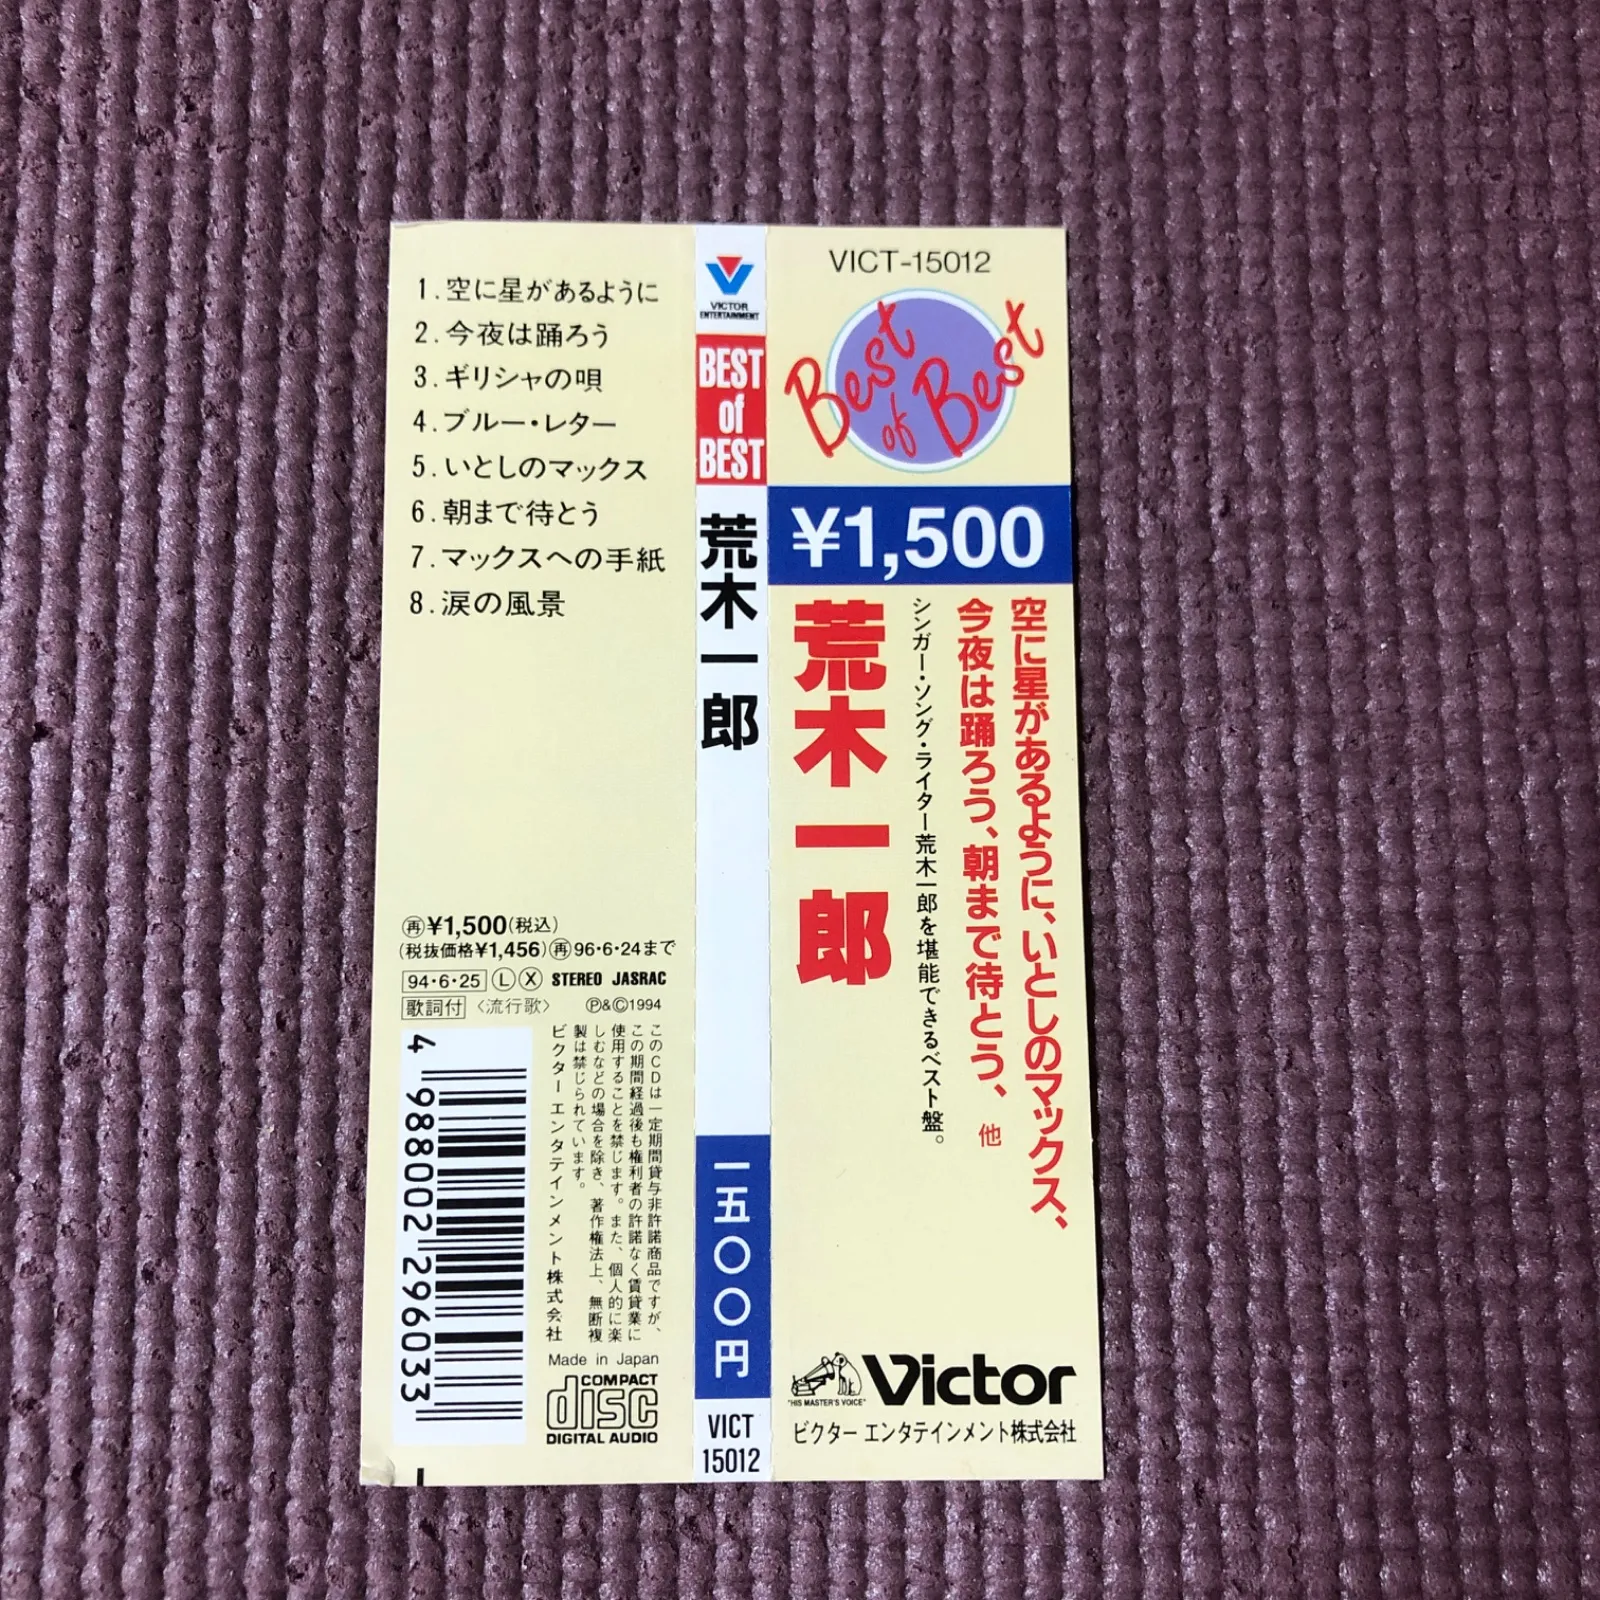 1.空に星があるように
2.今夜は踊ろう
3.ギリシャの唄
4.ブルー・レター
5.いとしのマックス
6.朝まで待とう
7.マックスへの手紙
8.涙の風景
再¥1,500(税込)
(税抜価格¥1,456)再96・6・24まで
94・6・25 L X STEREO JASRAC
歌詞付 〈流行歌〉 Ⓟ&Ⓒ1994
このCDは一定期間貸与非許諾商品ですが、
この期間経過後も権利者の許諾なく賃貸業に
使用することを禁じます。また、個人的に楽
しむなどの場合を除き、著作権法上、無断複
製は禁じられています。
ビクターエンタテインメント株式会社
4 988002 296033
Made in Japan
COMPACT
disc
DIGITAL AUDIO
VICTOR
ENTERTAINMENT
BEST
of
BEST
荒木一郎
一五〇〇円
VICT
15012
VICT-15012
Best
of Best
¥1,500
空に星があるように、いとしのマックス、
今夜は踊ろう、朝まで待とう、他
シンガー・ソング・ライター荒木一郎を堪能できるベスト盤。
荒木一郎
"HIS MASTER'S VOICE"
Victor
ビクター エンタテインメント株式会社